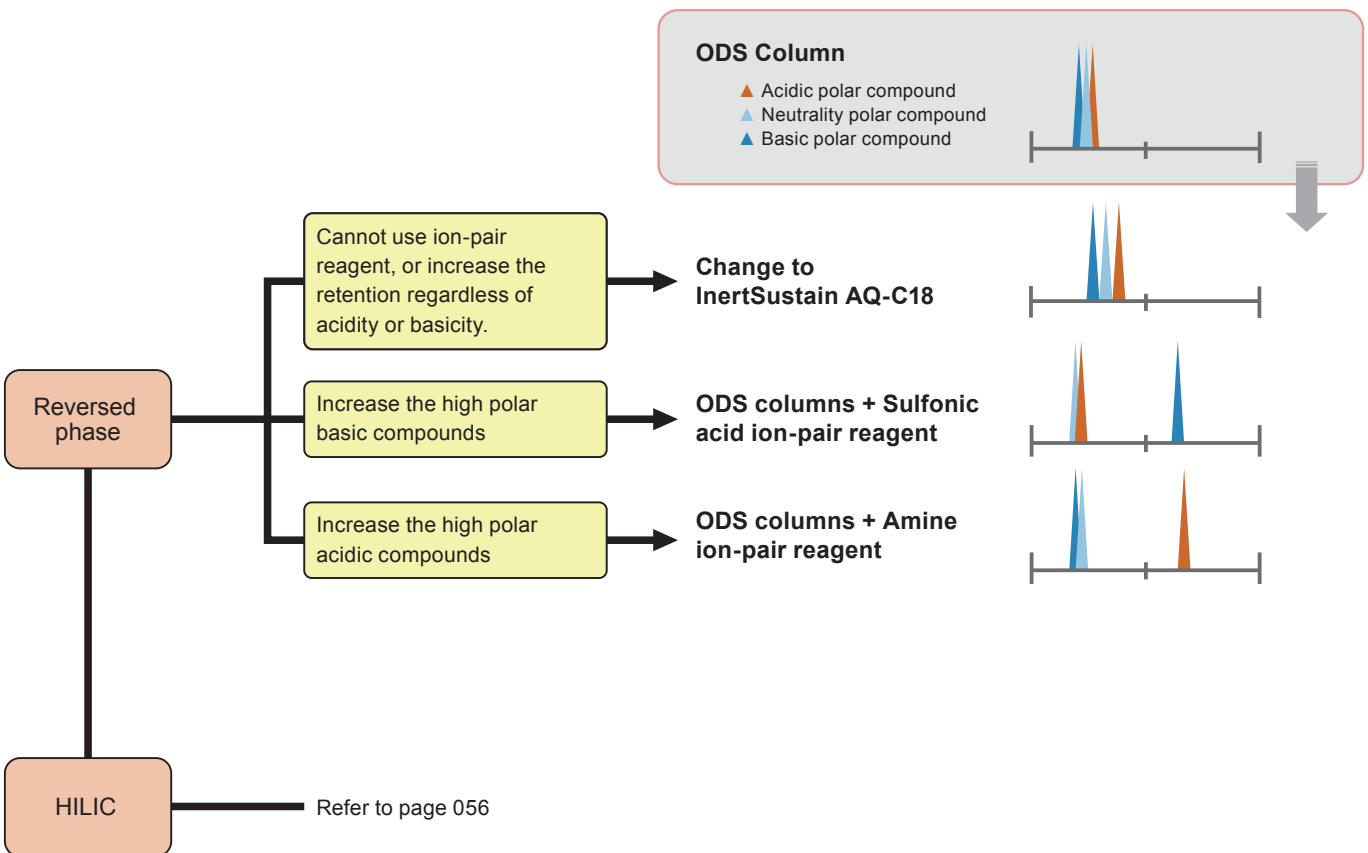 ODS Column
Acidic polar compound
Neutrality polar compound
Basic polar compound
Cannot use ion-pair
reagent, or increase the
retention regardless of
acidity or basicity.
Change to
InertSustain AQ-C18
Reversed
phase
Increase the high polar
basic compounds
ODS columns + Sulfonic
acid ion-pair reagent
Increase the high polar
acidic compounds
ODS columns + Amine
ion-pair reagent
HILIC
Refer to page 056